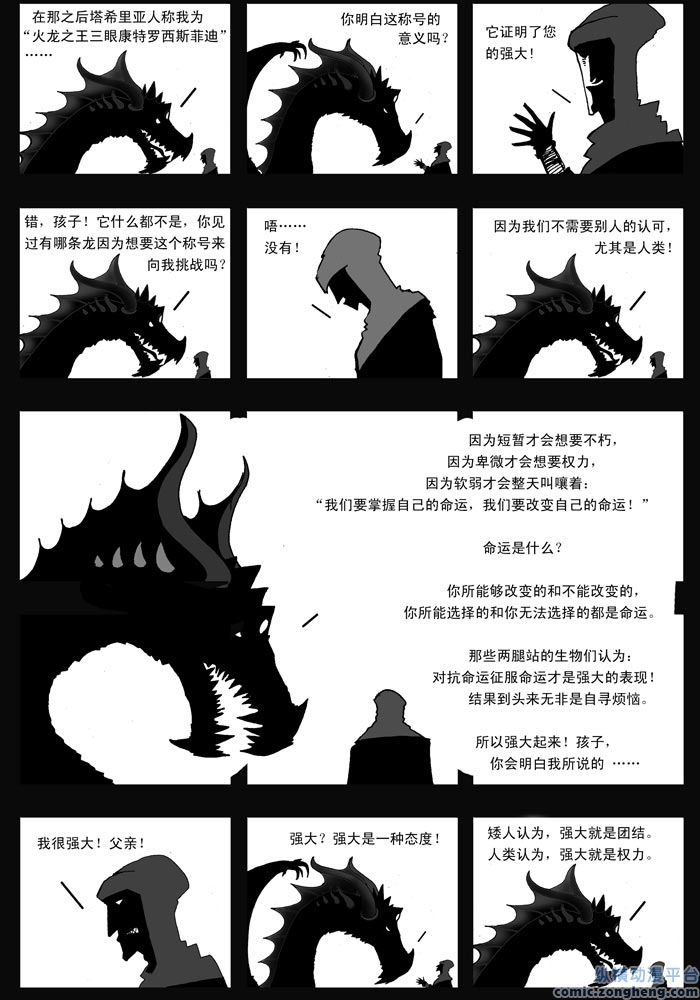 在那之后塔希里亚人称我为
“火龙之王三眼康特罗西斯菲迪”
……
你明白这称号的
意义吗？
它证明了您
的强大！
错，孩子！它什么都不是，你见
过有哪条龙因为想要这个称号来
向我挑战吗？
唔……
没有！
因为我们不需要别人的认可，
尤其是人类！
因为短暂才会想要不朽，
因为卑微才会想要权力，
因为软弱才会整天叫嚷着：
“我们要掌握自己的命运，我们要改变自己的命运！”
命运是什么？
你所能够改变的和不能改变的，
你所能选择的和你无法选择的都是命运。
那些两腿站的生物们认为：
对抗命运征服命运才是强大的表现！
结果到头来无非是自寻烦恼。
所以强大起来！孩子，
你会明白我所说的 ……
我很强大！父亲！
强大？强大是一种态度！
矮人认为，强大就是团结。
人类认为，强大就是权力。
纵横动漫平台
comic.zongheng.com